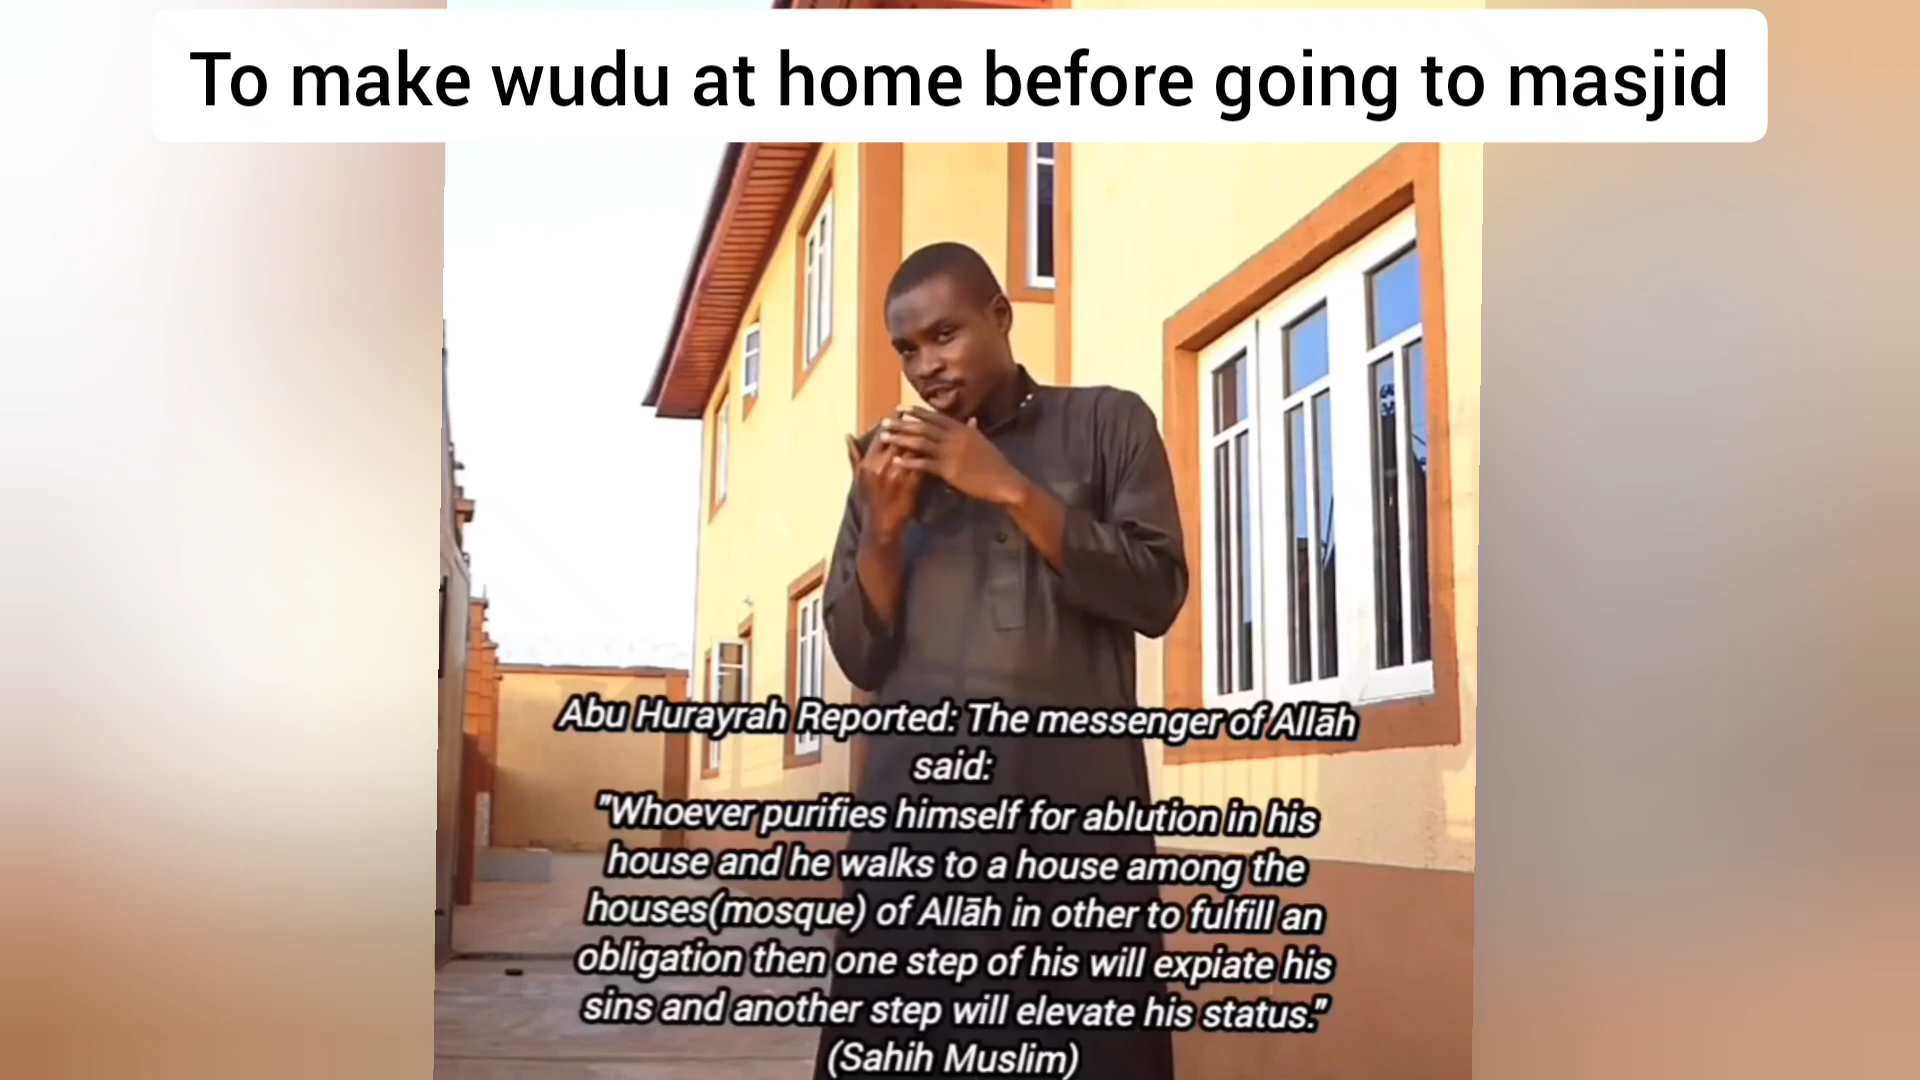 To make wudu at home before going to masjid
Abu Hurayrah Reported: The messenger of Allāh
said:
"Whoever purifies himself for ablution in his
house and he walks to a house among the
houses(mosque) of Allāh in other to fulfill an
obligation then one step of his will expiate his
sins and another step will elevate his status."
(Sahih Muslim)